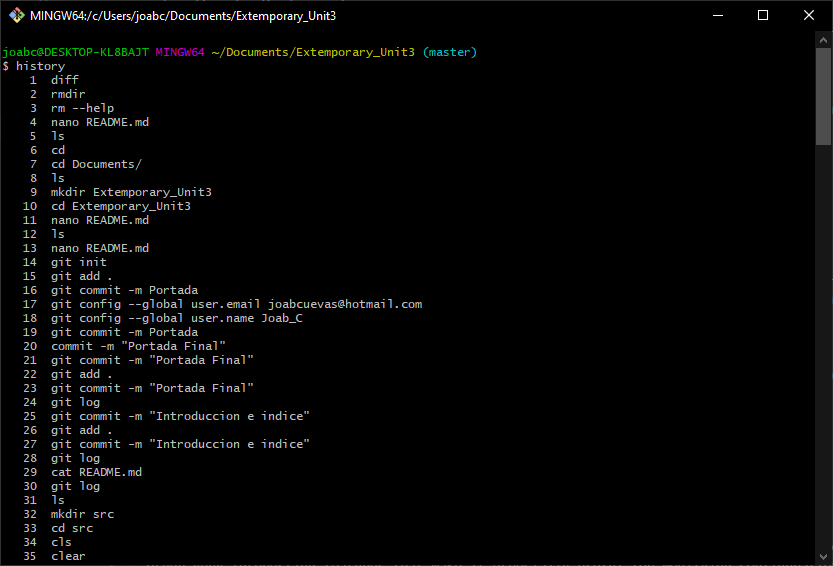 MINGW64:/c/Users/joabc/Documents/Extemporary_Unit3
joabc@DESKTOP-KL8BAJT MINGW64 ~/Documents/Extemporary_Unit3 (master)
$ history
1 diff
2 rmdir
3 rm --help
4 nano README.md
5 ls
6 cd
7 cd Documents/
8 ls
9 mkdir Extemporary_Unit3
10 cd Extemporary_Unit3
11 nano README.md
12 ls
13 nano README.md
14 git init
15 git add .
16 git commit -m Portada
17 git config --global user.email joabcuevas@hotmail.com
18 git config --global user.name Joab_C
19 git commit -m Portada
20 commit -m "Portada Final"
21 git commit -m "Portada Final"
22 git add .
23 git commit -m "Portada Final"
24 git log
25 git commit -m "Introduccion e indice"
26 git add .
27 git commit -m "Introduccion e indice"
28 git log
29 cat README.md
30 git log
31 ls
32 mkdir src
33 cd src
34 cls
35 clear